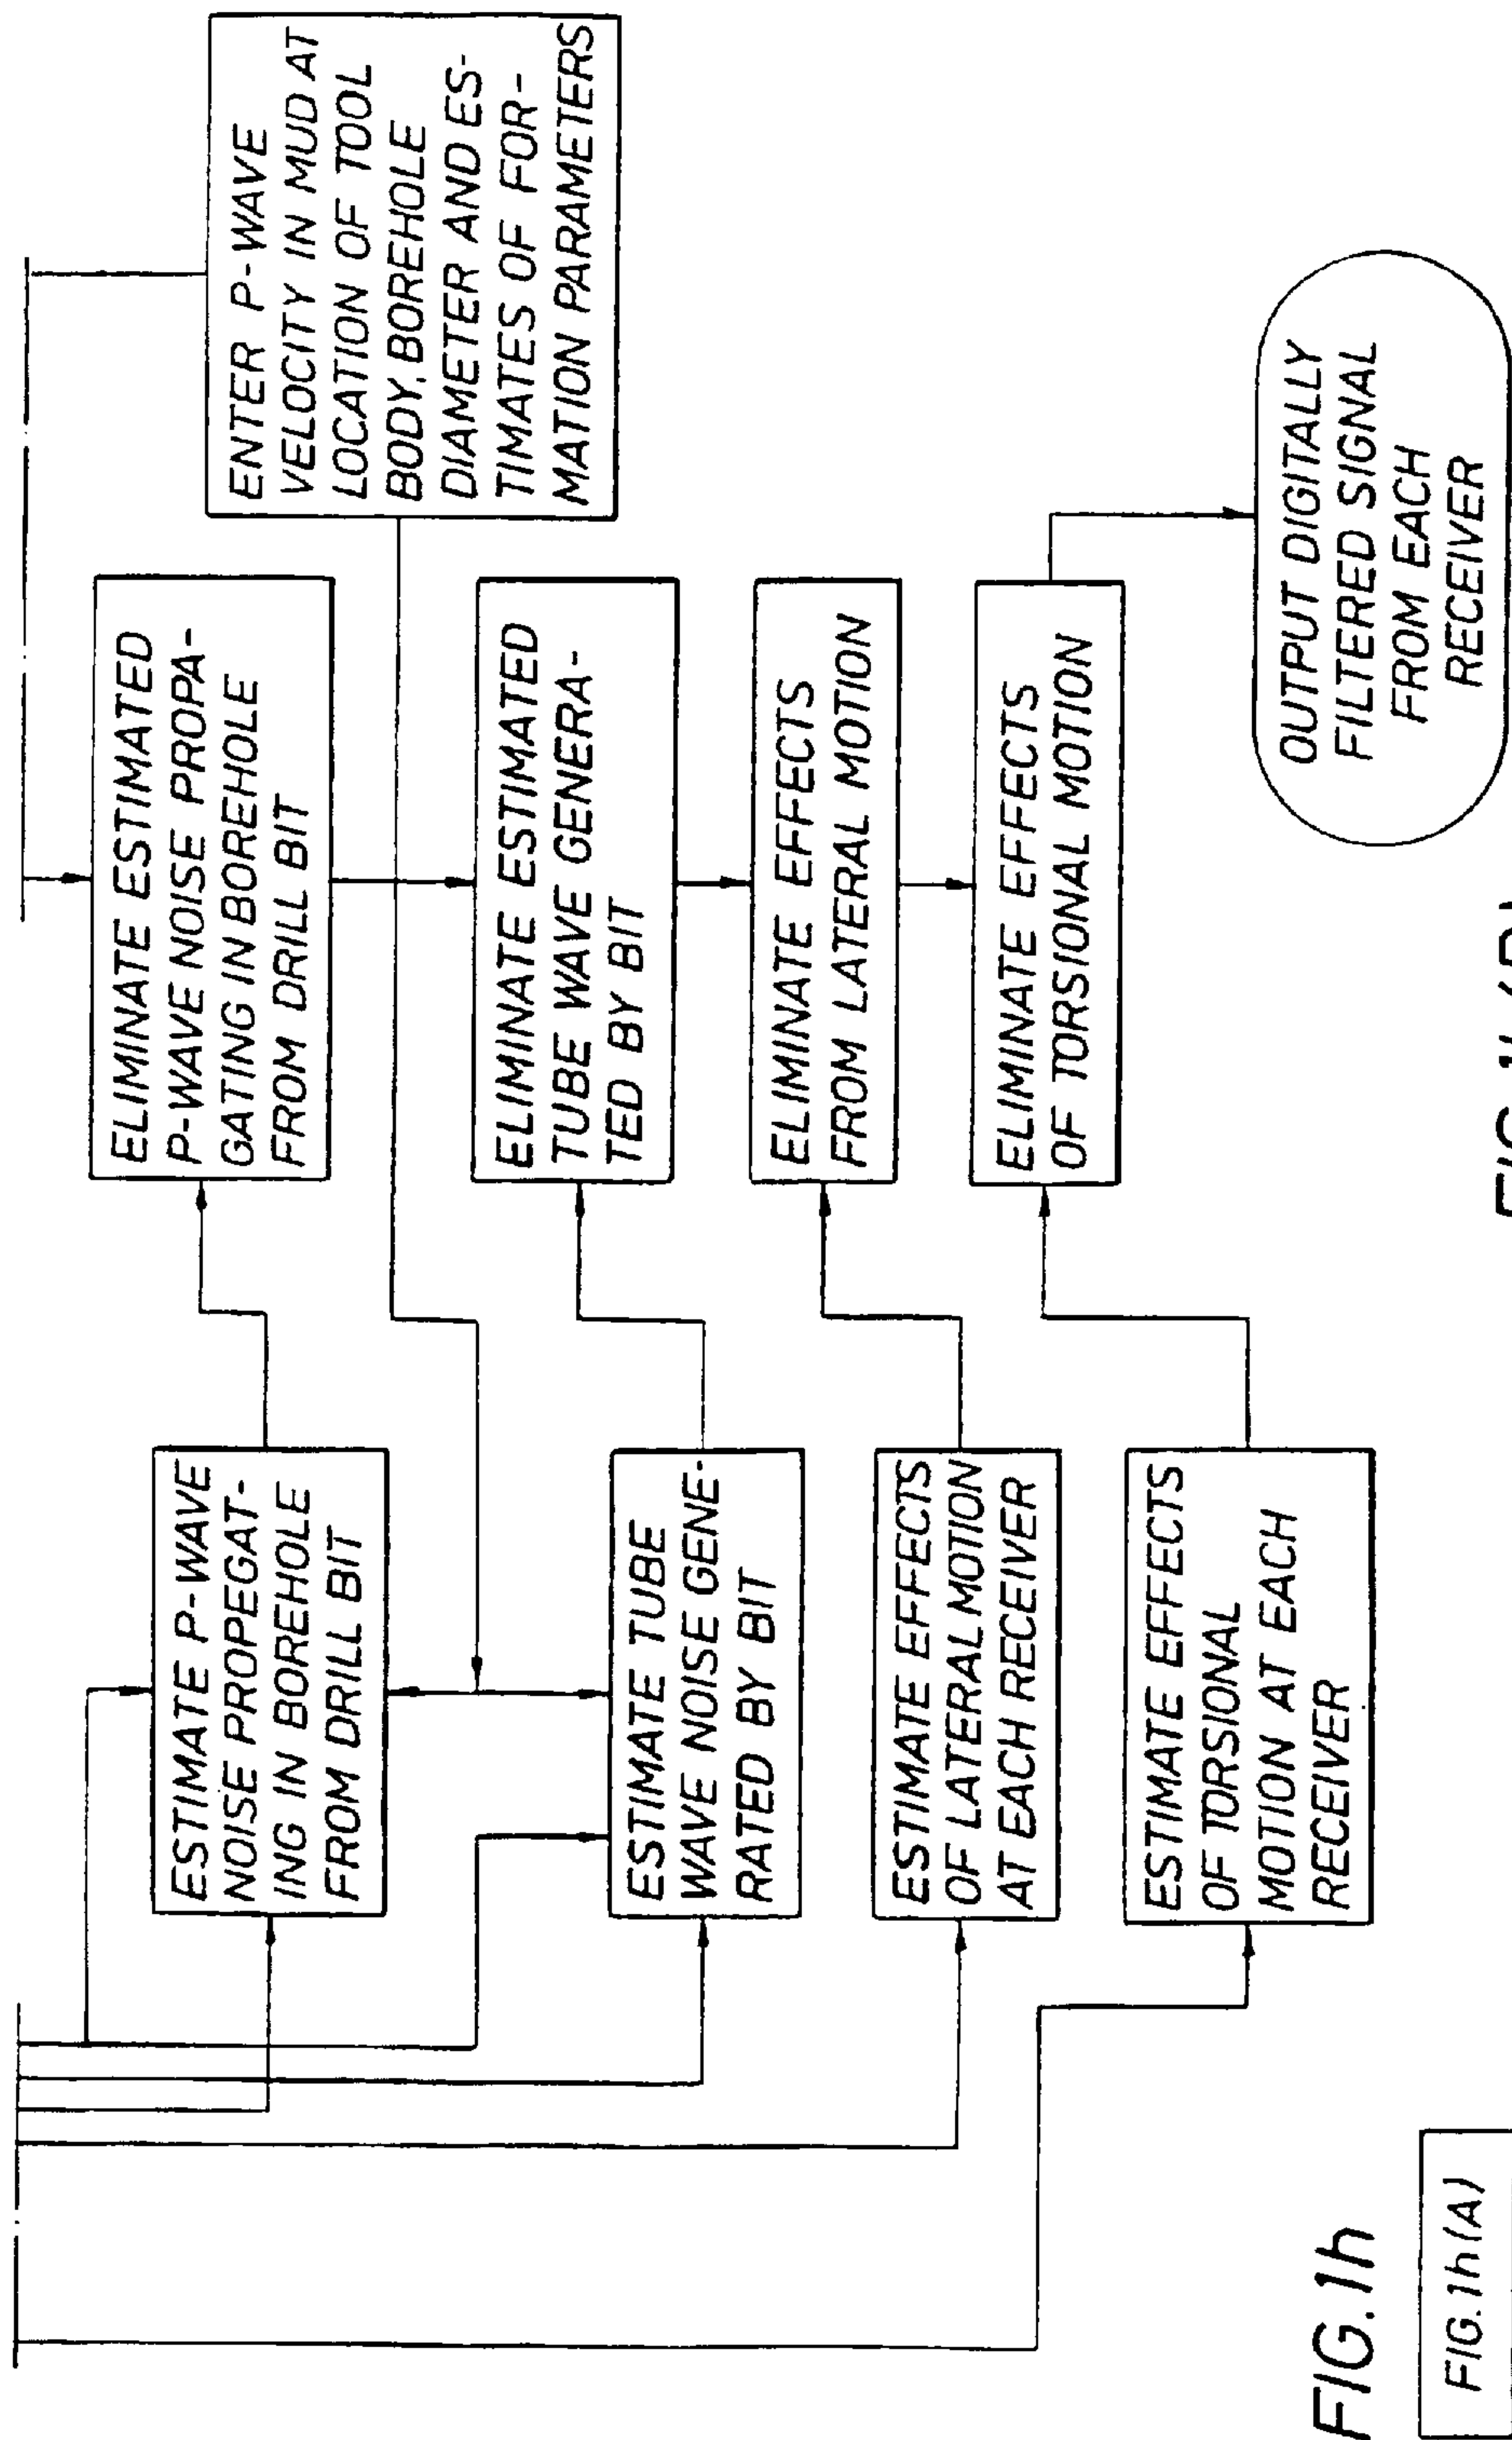 ESTIMATE P-WAVE
NOISE PROPEGAT-
ING IN BOREHOLE
FROM DRILL BIT
ELIMINATE ESTIMATED
P-WAVE NOISE PROPA-
GATING IN BOREHOLE
FROM DRILL BIT
ENTER P-WAVE
VELOCITY IN MUD AT
LOCATION OF TOOL
BODY, BOREHOLE
DIAMETER AND ES-
TIMATES OF FOR-
MATION PARAMETERS
ESTIMATE TUBE
WAVE NOISE GENE-
RATED BY BIT
ELIMINATE ESTIMATED
TUBE WAVE GENERA-
TED BY BIT
ESTIMATE EFFECTS
OF LATERAL MOTION
AT EACH RECEIVER
ELIMINATE EFFECTS
FROM LATERAL MOTION
ESTIMATE EFFECTS
OF TORSIONAL
MOTION AT EACH
RECEIVER
ELIMINATE EFFECTS
OF TORSIONAL MOTION
OUTPUT DIGITALLY
FILTERED SIGNAL
FROM EACH
RECEIVER
FIG.1h
FIG.1h(A)